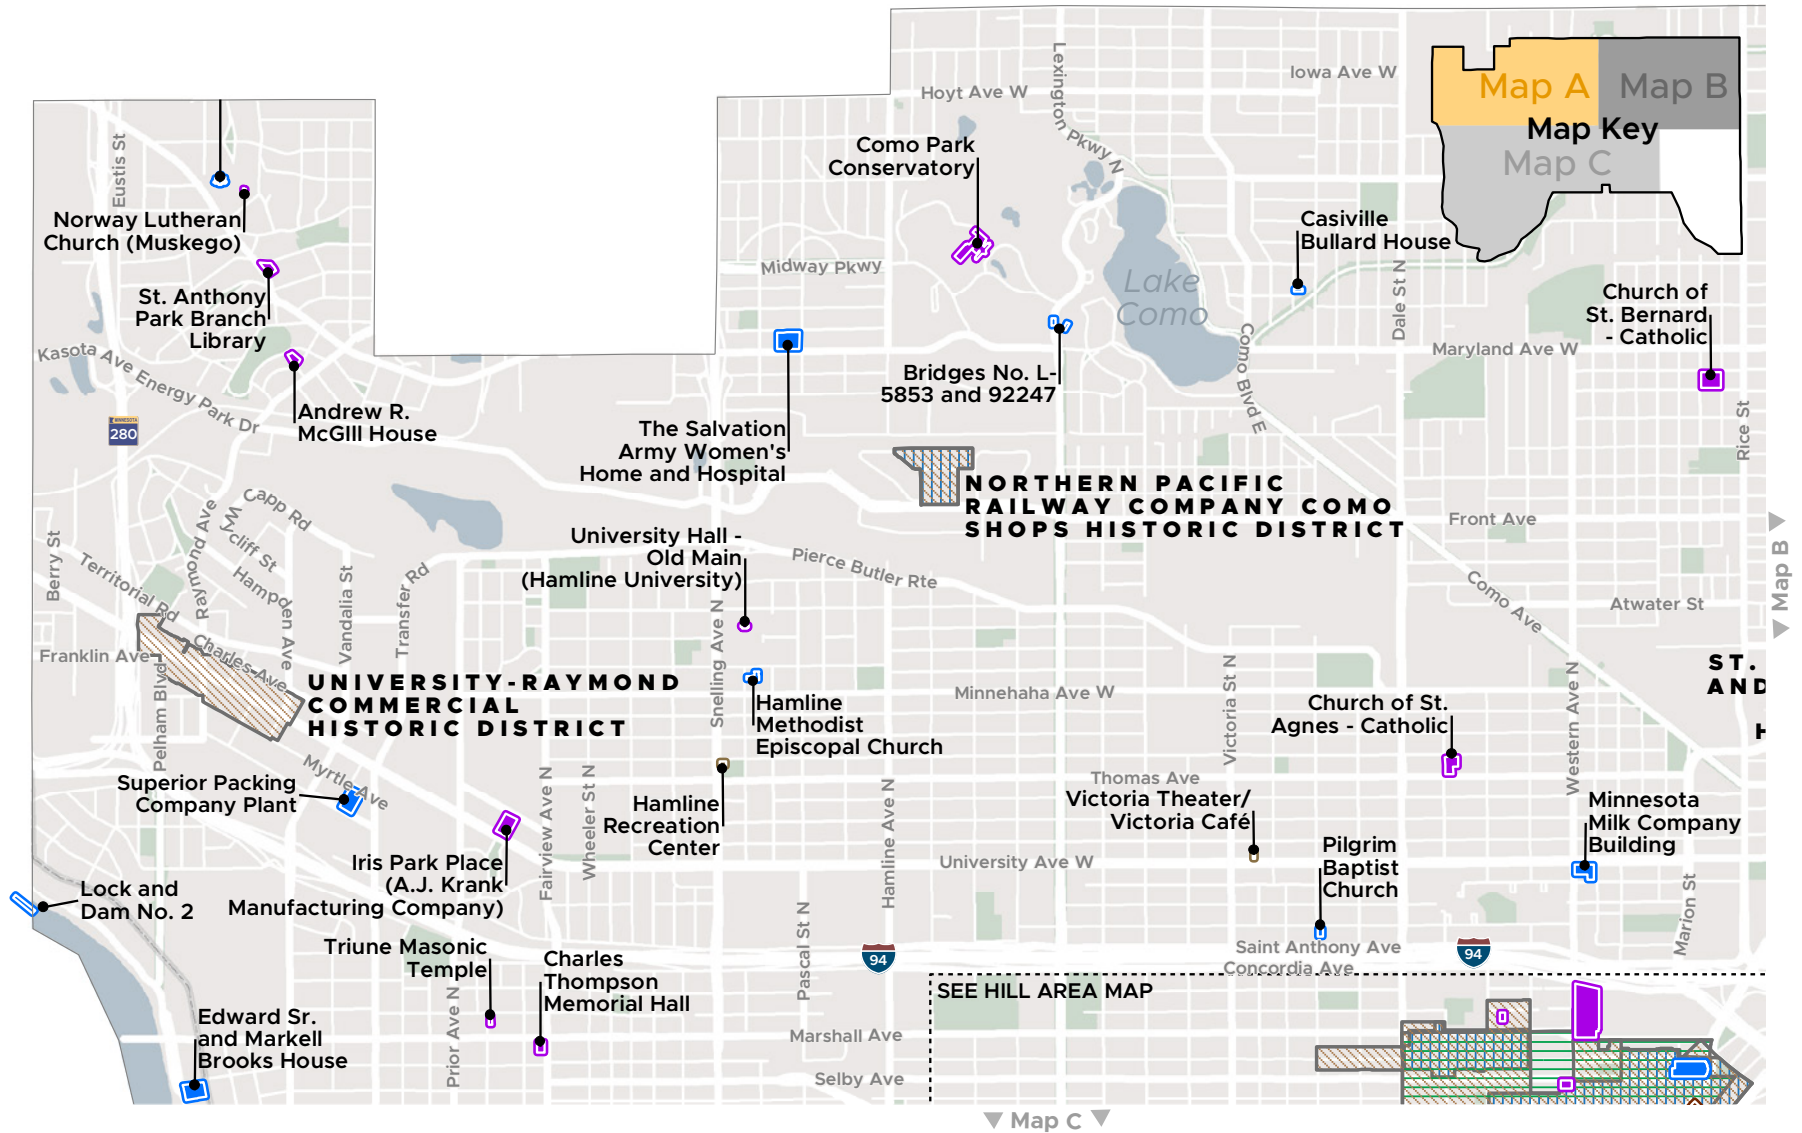 Iowa Ave W
Hoyt Ave W
Lexington Pkwy N
Map A
Map B
Map Key
Map C
Eustis St
Como Park
Conservatory
Norway Lutheran
Church (Muskego)
Casiville
Bullard House
Midway Pkwy
Lake
Como
Dale St N
St. Anthony
Park Branch
Library
Church of
St. Bernard
- Catholic
Kasota Ave
Energy Park Dr
Como Blvd E
Maryland Ave W
Bridges No. L-
5853 and 92247
Andrew R.
McGIll House
MINNESOTA
280
Rice St
The Salvation
Army Women's
Home and Hospital
NORTHERN PACIFIC
RAILWAY COMPANY COMO
SHOPS HISTORIC DISTRICT
Front Ave
Capp Rd
Wycliff St
Raymond Ave
Hampden Ave
Berry St
Territorial Rd
Vandalia St
Transfer Rd
University Hall -
Old Main
(Hamline University)
Pierce Butler Rte
Como Ave
Atwater St
Map B
Franklin Ave
Charles Ave
Pelham Blvd
UNIVERSITY-RAYMOND
COMMERCIAL
HISTORIC DISTRICT
Snelling Ave N
Minnehaha Ave W
Victoria St N
Western Ave N
ST.
AND
H
Hamline
Methodist
Episcopal Church
Church of St.
Agnes - Catholic
Myrtle Ave
Superior Packing
Company Plant
Fairview Ave N
Wheeler St N
Hamline
Recreation
Center
Hamline Ave N
Thomas Ave
Victoria Theater/
Victoria Café
Minnesota
Milk Company
Building
Pilgrim
Baptist
Church
University Ave W
Iris Park Place
(A.J. Krank
Manufacturing Company)
Lock and
Dam No. 2
Marion St
Pascal St N
94
Saint Anthony Ave
Concordia Ave
94
Triune Masonic
Temple
Charles
Thompson
Memorial Hall
SEE HILL AREA MAP
Prior Ave N
Edward Sr.
and Markell
Brooks House
Marshall Ave
Selby Ave
Map C